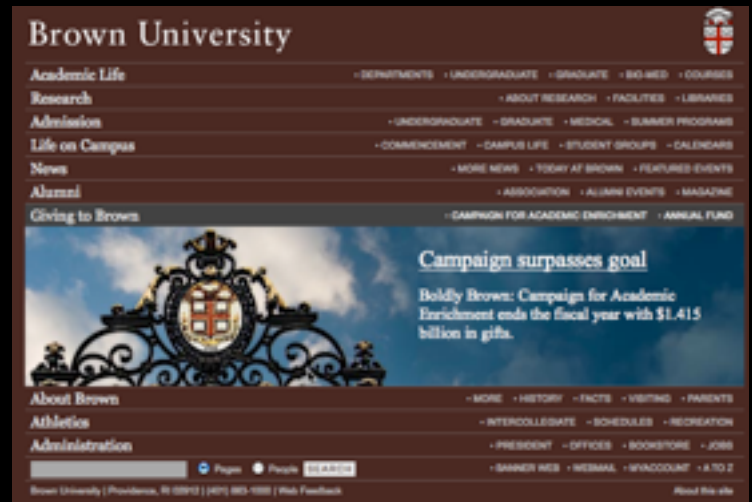 Brown University
Academic Life • DEPARTMENTS • UNDERGRADUATE • GRADUATE • BIO-MED • COURSES
Research • ABOUT RESEARCH • FACILITIES • LIBRARIES
Admission • UNDERGRADUATE • GRADUATE • MEDICAL • SUMMER PROGRAMS
Life on Campus • COMMENCEMENT • CAMPUS LIFE • STUDENT GROUPS • CALENDARS
News • MORE NEWS • TODAY AT BROWN • FEATURED EVENTS
Alumni • ASSOCIATION • ALUMNI EVENTS • MAGAZINE
Giving to Brown • CAMPAIGN FOR ACADEMIC ENRICHMENT • ANNUAL FUND
Campaign surpasses goal
Boldly Brown: Campaign for Academic
Enrichment ends the fiscal year with $1.415
billion in gifts.
About Brown • MORE • HISTORY • FACTS • VISITING • PARENTS
Athletics • INTERCOLLEGIATE • SCHEDULES • RECREATION
Administration • PRESIDENT • OFFICES • BOOKSTORE • JOBS
Pages People SEARCH • BANNER WEB • WEBMAIL • MYACCOUNT • A TO Z
Brown University | Providence, RI 02912 | (401) 863-1000 | Web Feedback About this site